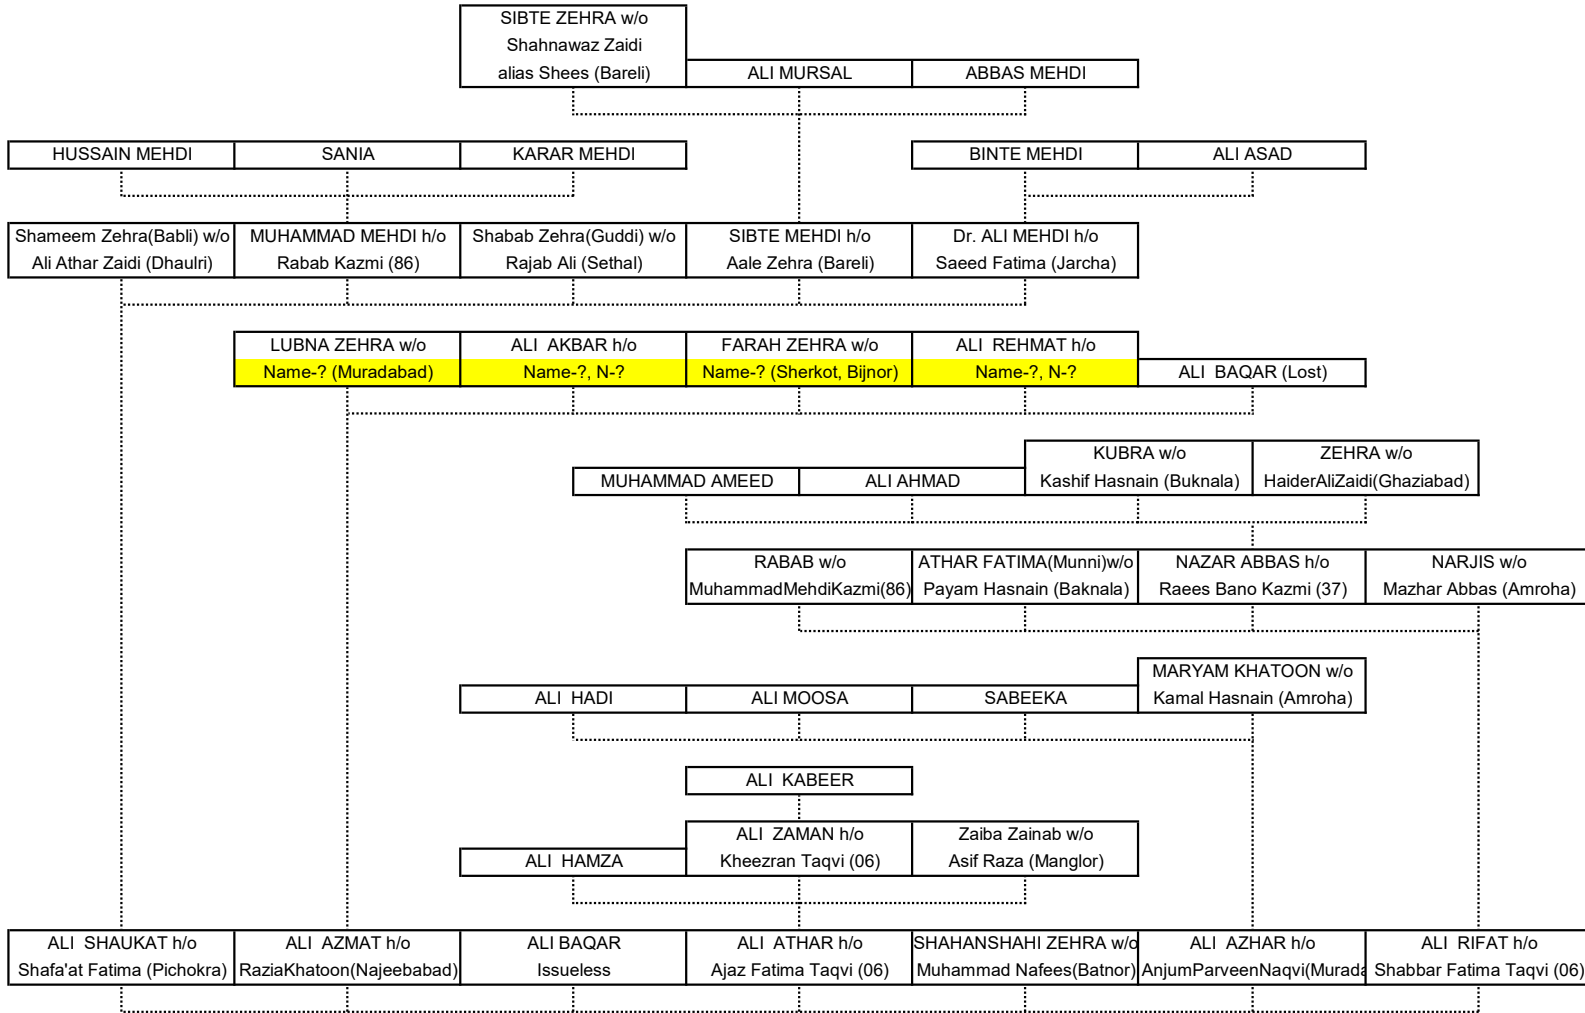 SIBTE ZEHRA w/o
Shahnawaz Zaidi
alias Shees (Bareli)
ALI MURSAL
ABBAS MEHDI
HUSSAIN MEHDI
SANIA
KARAR MEHDI
BINTE MEHDI
ALI ASAD
Shameem Zehra(Babli) w/o
Ali Athar Zaidi (Dhaulri)
MUHAMMAD MEHDI h/o
Rabab Kazmi (86)
Shabab Zehra(Guddi) w/o
Rajab Ali (Sethal)
SIBTE MEHDI h/o
Aale Zehra (Bareli)
Dr. ALI MEHDI h/o
Saeed Fatima (Jarcha)
LUBNA ZEHRA w/o
Name-? (Muradabad)
ALI AKBAR h/o
Name-?, N-?
FARAH ZEHRA w/o
Name-? (Sherkot, Bijnor)
ALI REHMAT h/o
Name-?, N-?
ALI BAQAR (Lost)
MUHAMMAD AMEED
ALI AHMAD
KUBRA w/o
Kashif Hasnain (Buknala)
ZEHRA w/o
HaiderAliZaidi(Ghaziabad)
RABAB w/o
MuhammadMehdiKazmi(86)
ATHAR FATIMA(Munni)w/o
Payam Hasnain (Baknala)
NAZAR ABBAS h/o
Raees Bano Kazmi (37)
NARJIS w/o
Mazhar Abbas (Amroha)
ALI HADI
ALI MOOSA
SABEEKA
MARYAM KHATOON w/o
Kamal Hasnain (Amroha)
ALI KABEER
ALI HAMZA
ALI ZAMAN h/o
Kheezran Taqvi (06)
Zaiba Zainab w/o
Asif Raza (Manglor)
ALI SHAUKAT h/o
Shafa'at Fatima (Pichokra)
ALI AZMAT h/o
RaziaKhatoon(Najeebabad)
ALI BAQAR
Issueless
ALI ATHAR h/o
Ajaz Fatima Taqvi (06)
SHAHANSHAHI ZEHRA w/o
Muhammad Nafees(Batnor)
ALI AZHAR h/o
AnjumParveenNaqvi(Murada
ALI RIFAT h/o
Shabbar Fatima Taqvi (06)